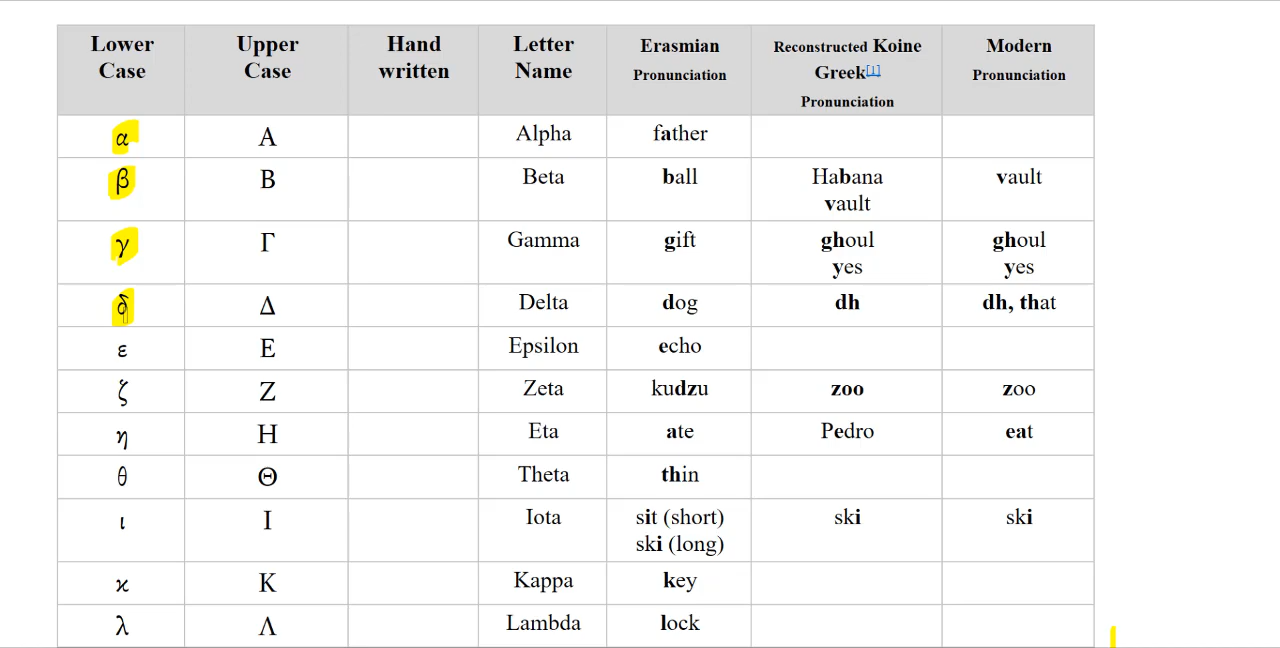 Lower Case Upper Case Hand written Letter Name Erasmian Pronunciation Reconstructed Koine Greek[1] Pronunciation Modern Pronunciation
α Α Alpha father
β Β Beta ball Habana vault vault
γ Γ Gamma gift ghoul yes ghoul yes
δ Δ Delta dog dh dh, that
ε Ε Epsilon echo
ζ Ζ Zeta kudzu zoo zoo
η Η Eta ate Pedro eat
θ Θ Theta thin
ι Ι Iota sit (short) ski (long) ski ski
ϰ Κ Kappa key
λ Λ Lambda lock